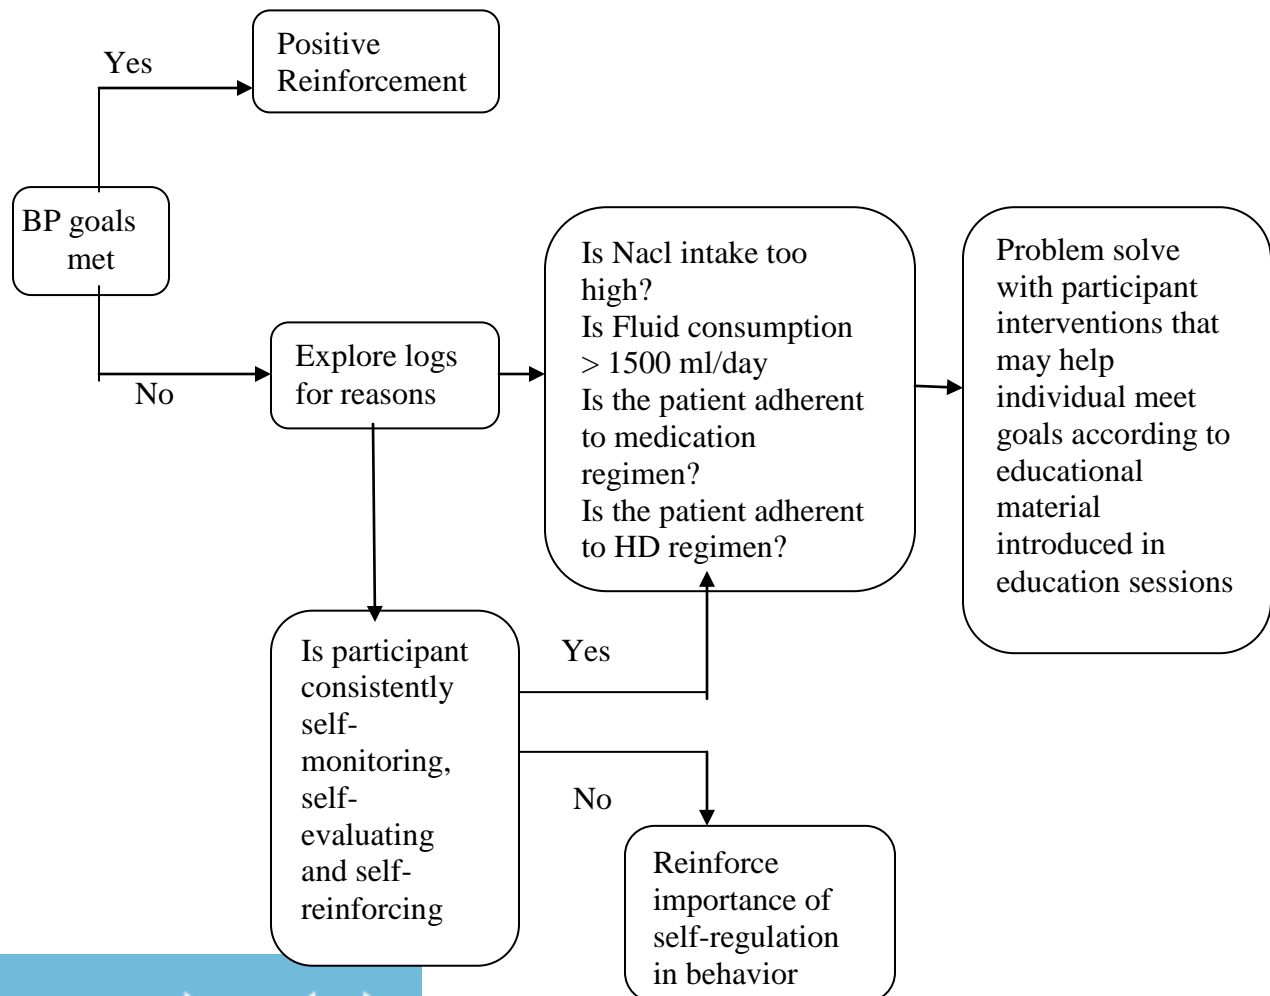 Positive
Reinforcement
Yes
BP goals
met
No
Explore logs
for reasons
Is Nacl intake too
high?
Is Fluid consumption
> 1500 ml/day
Is the patient adherent
to medication
regimen?
Is the patient adherent
to HD regimen?
Problem solve
with participant
interventions that
may help
individual meet
goals according to
educational
material
introduced in
education sessions
Is participant
consistently
self-
monitoring,
self-
evaluating
and self-
reinforcing
Yes
No
Reinforce
importance of
self-regulation
in behavior